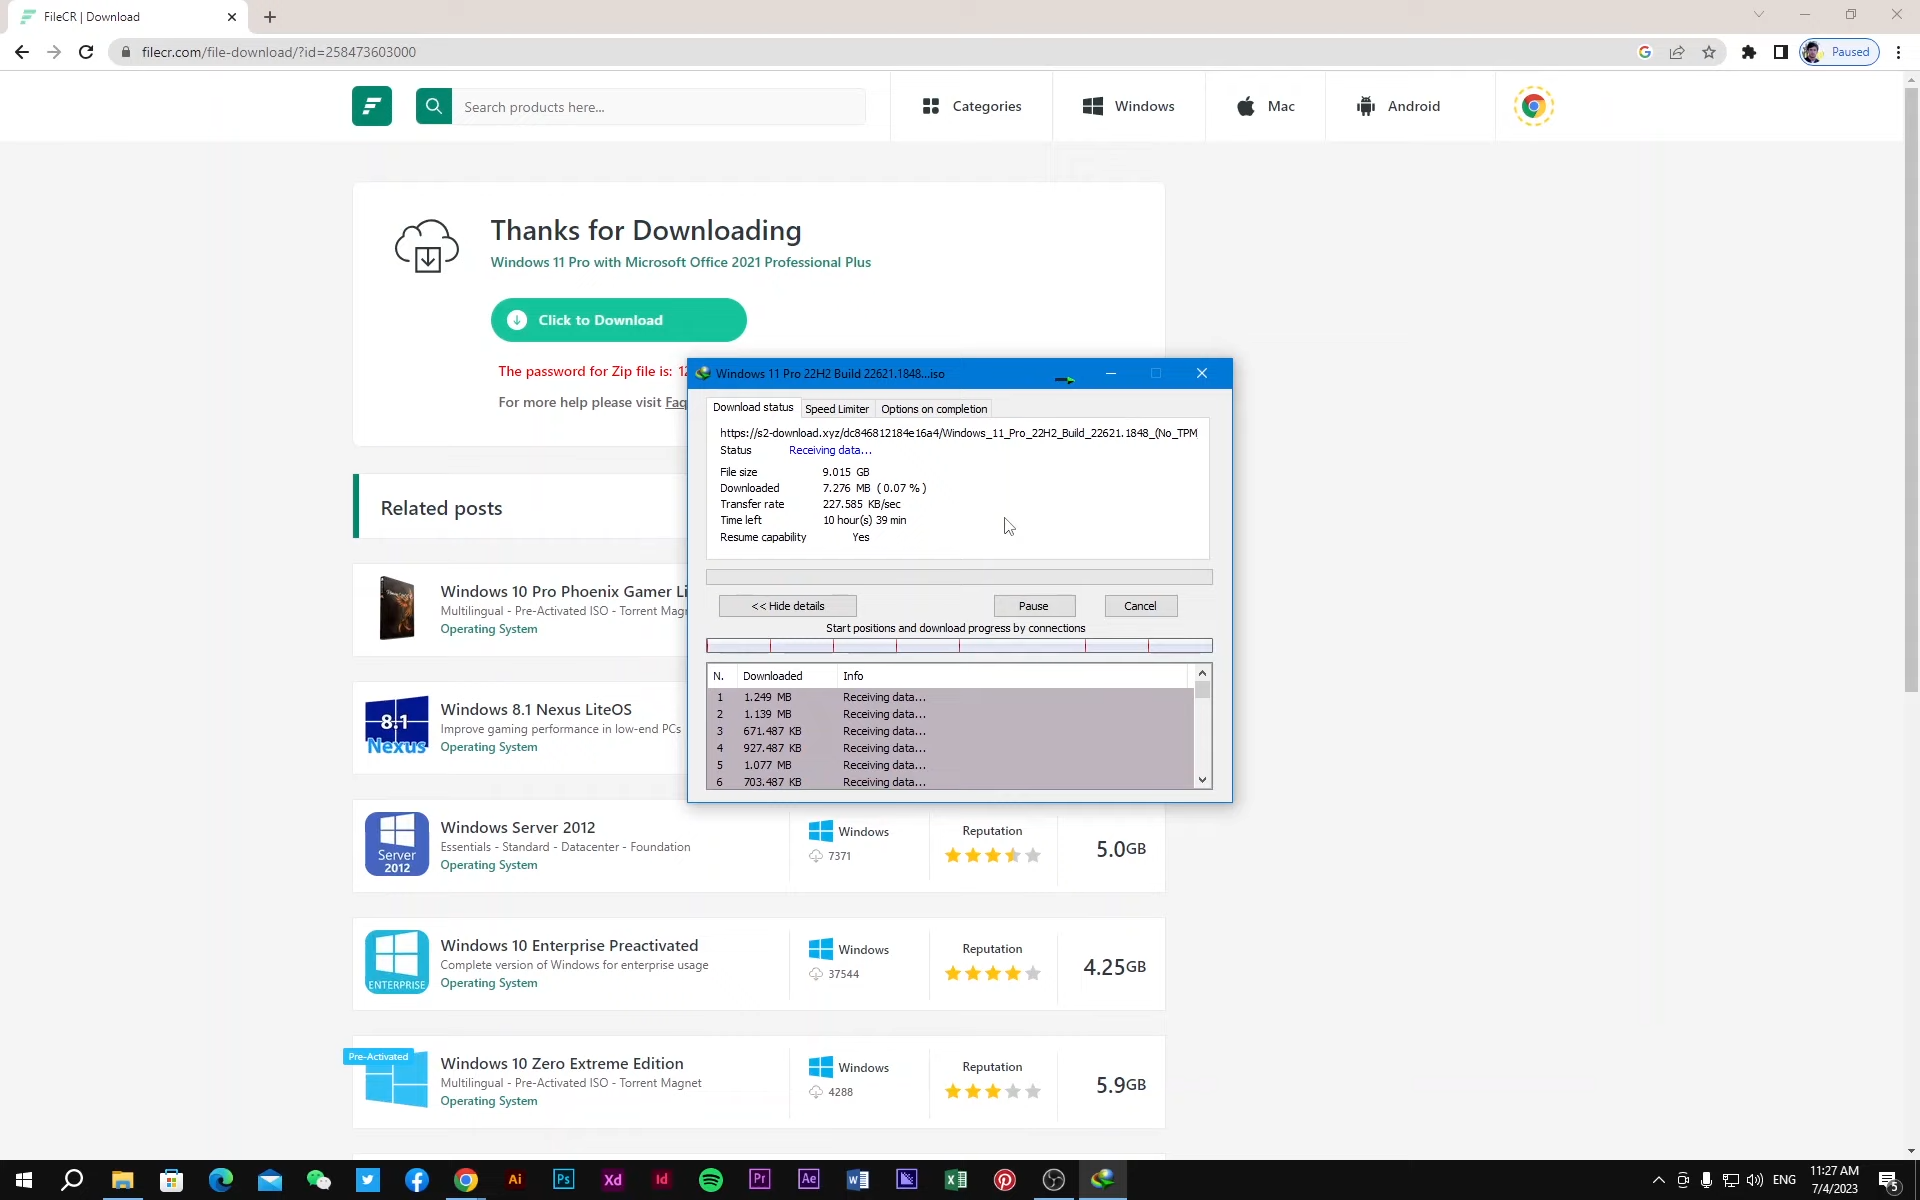 FileCR | Download
filecr.com/file-download/?id=258473603000
Paused
Search products here...
Categories
Windows
Mac
Android
Thanks for Downloading
Windows 11 Pro with Microsoft Office 2021 Professional Plus
Click to Download
The password for Zip file is: 12
For more help please visit Faq
Windows 11 Pro 22H2 Build 22621.1848...iso
Download status
Speed Limiter
Options on completion
https://s2-download.xyz/dc846812184e16a4/Windows_11_Pro_22H2_Build_22621.1848_(No_TPM
Status Receiving data...
File size 9.015 GB
Downloaded 7.276 MB ( 0.07 % )
Transfer rate 227.585 KB/sec
Time left 10 hour(s) 39 min
Resume capability Yes
<< Hide details
Pause
Cancel
Start positions and download progress by connections
N. Downloaded Info
1 1.249 MB Receiving data...
2 1.139 MB Receiving data...
3 671.487 KB Receiving data...
4 927.487 KB Receiving data...
5 1.077 MB Receiving data...
6 703.487 KB Receiving data...
Related posts
Windows 10 Pro Phoenix Gamer Li
Multilingual - Pre-Activated ISO - Torrent Magn
Operating System
8.1
Nexus
Windows 8.1 Nexus LiteOS
Improve gaming performance in low-end PCs
Operating System
Server
2012
Windows Server 2012
Essentials - Standard - Datacenter - Foundation
Operating System
Windows
7371
Reputation
5.0GB
ENTERPRISE
Windows 10 Enterprise Preactivated
Complete version of Windows for enterprise usage
Operating System
Windows
37544
Reputation
4.25GB
Pre-Activated
Windows 10 Zero Extreme Edition
Multilingual - Pre-Activated ISO - Torrent Magnet
Operating System
Windows
4288
Reputation
5.9GB
Ai
Ps
Xd
Id
Pr
Ae
ENG
11:27 AM
7/4/2023
5